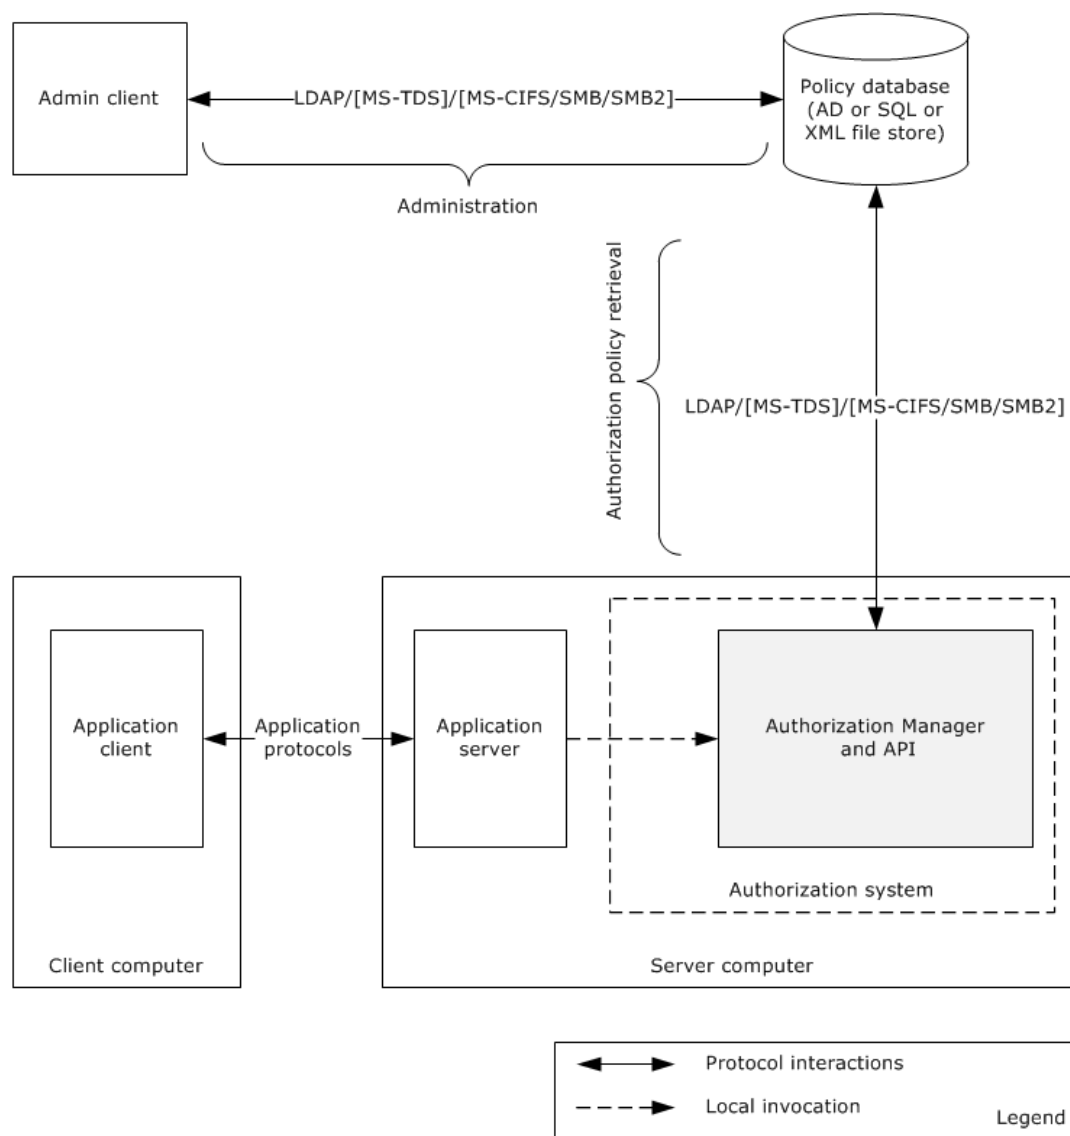 Admin client
LDAP/[MS-TDS]/[MS-CIFS/SMB/SMB2]
Policy database
(AD or SQL or
XML file store)
Administration
Authorization policy retrieval
LDAP/[MS-TDS]/[MS-CIFS/SMB/SMB2]
Application
client
Application
protocols
Application
server
Authorization Manager
and API
Authorization system
Client computer
Server computer
Protocol interactions
Local invocation
Legend